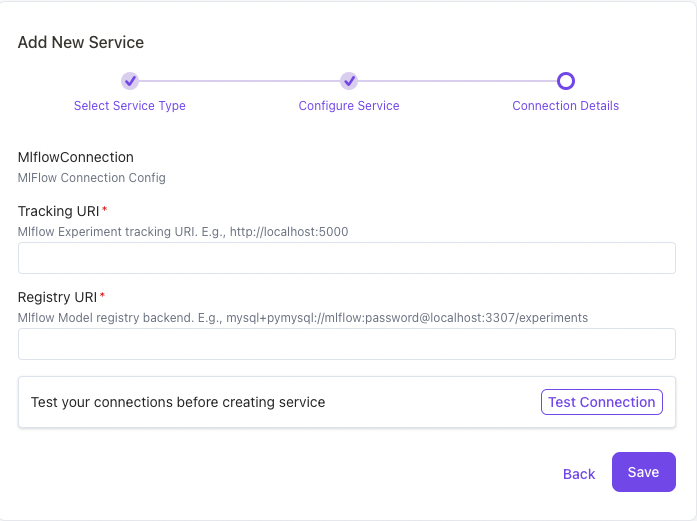 Add New Service
Select Service Type
Configure Service
Connection Details
MlflowConnection
MlFlow Connection Config
Tracking URI*
Mlflow Experiment tracking URI. E.g., http://localhost:5000
Registry URI*
Mlflow Model registry backend. E.g., mysql+pymysql://mlflow:password@localhost:3307/experiments
Test your connections before creating service
Test Connection
Back
Save